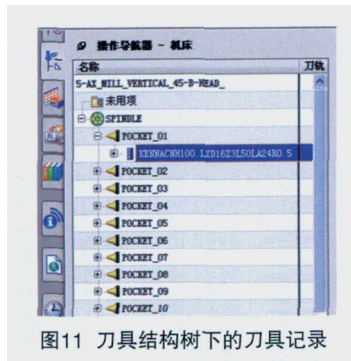 操作导航器 - 机床
名称
刀轨
5-AX_MILL_VERTICAL_45-B-HEAD_
未用项
SPINDLE
POCKET_01
KENNACNH100_LXD16Z3L50LA24R0.5
POCKET_02
POCKET_03
POCKET_04
POCKET_05
POCKET_06
POCKET_07
POCKET_08
POCKET_09
POCKET_10
图11 刀具结构树下的刀具记录